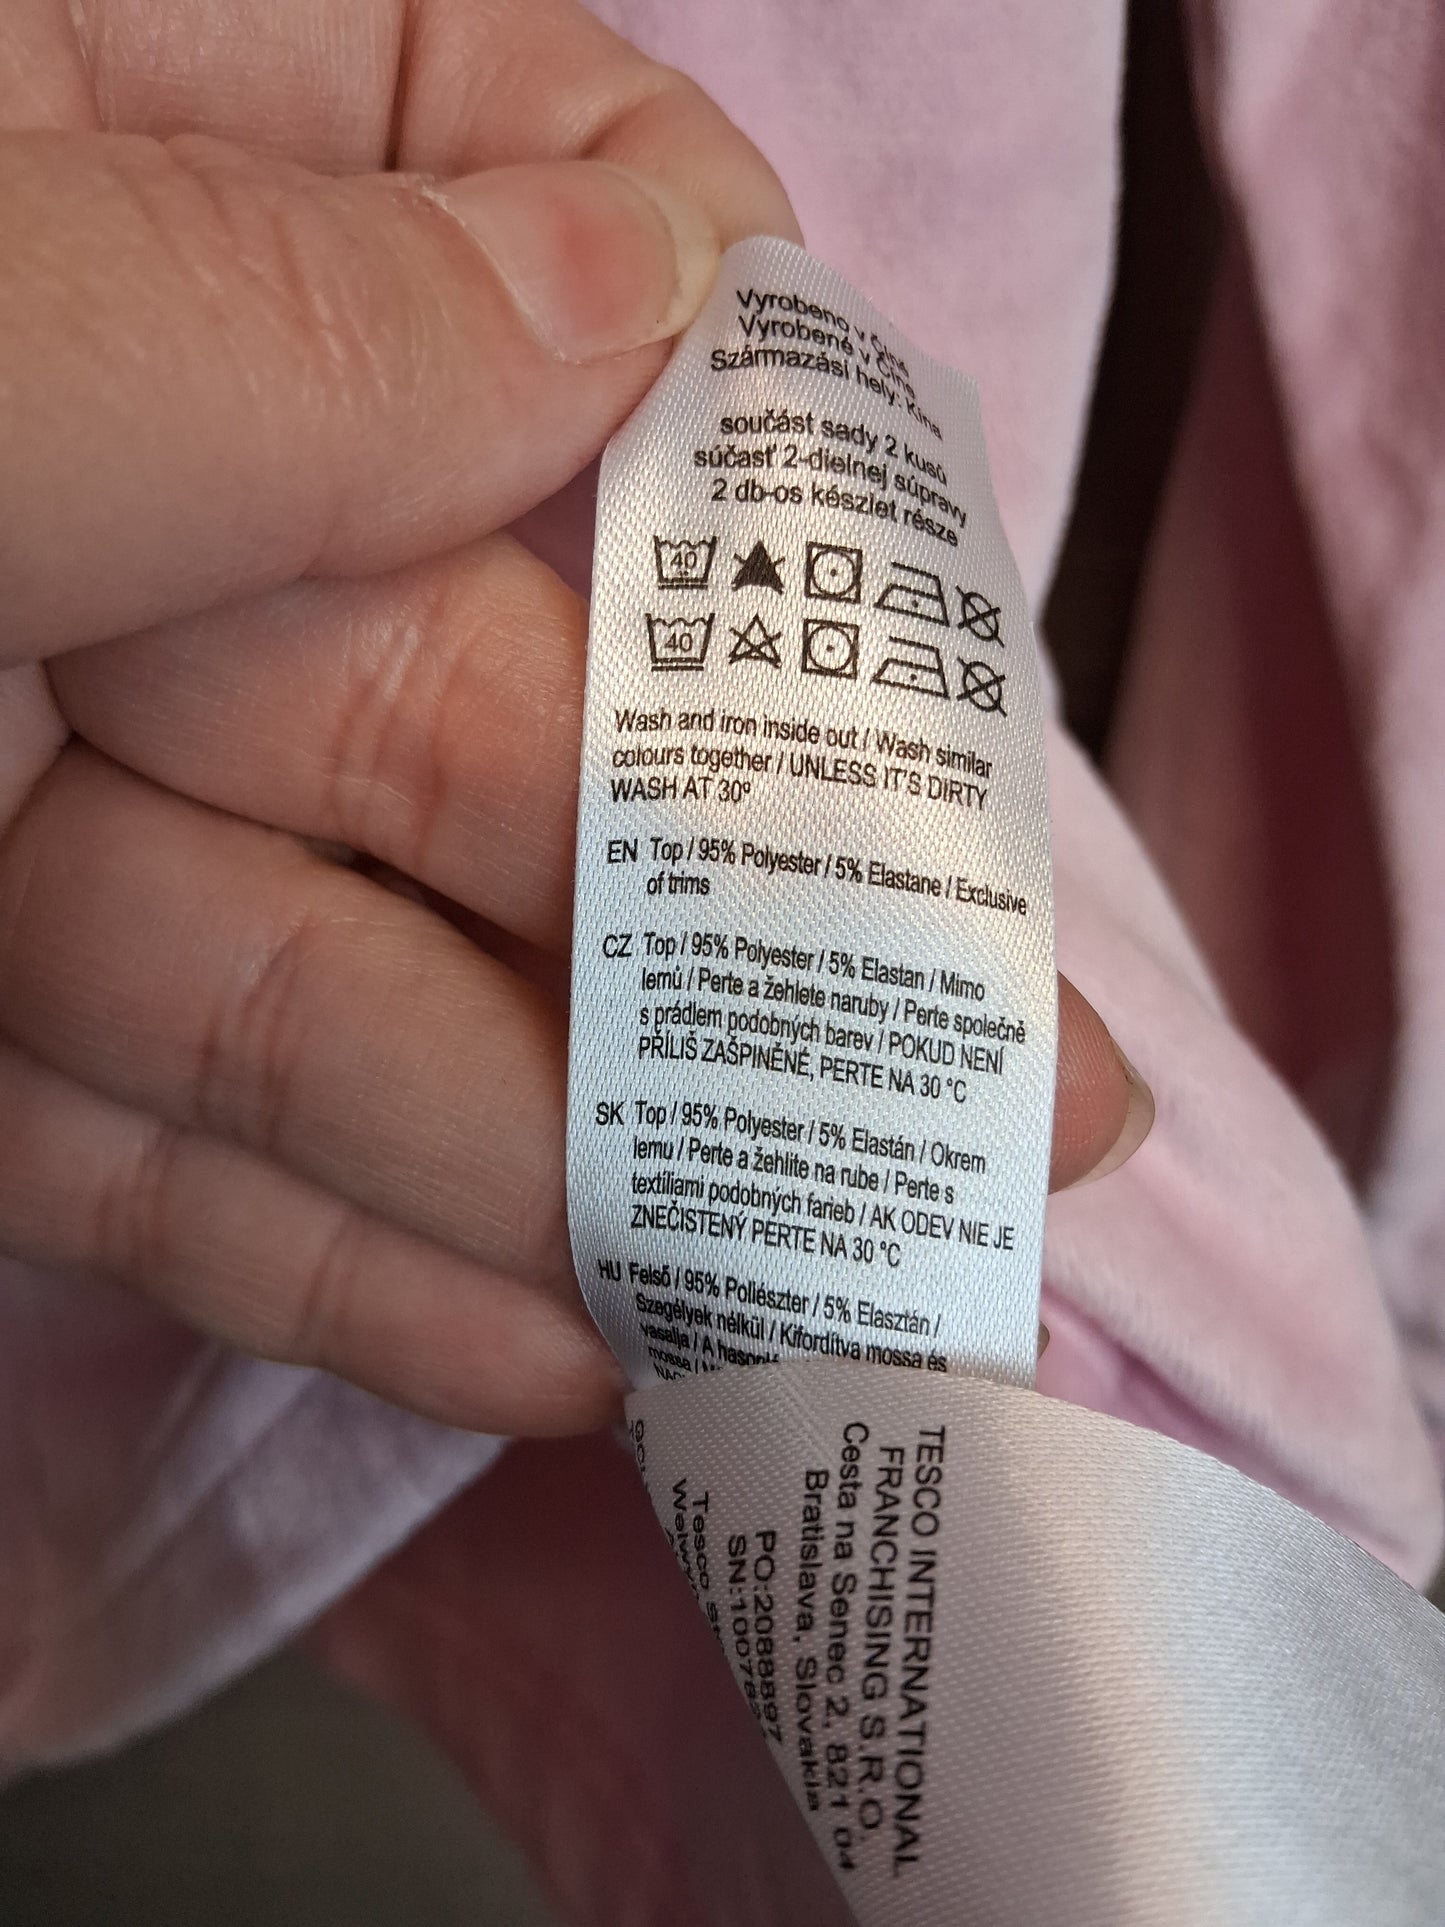 Vyrobeno v Číně
Vyrobené v Číne
Származási hely: Kína
součást sady 2 kusů
súčasť 2-dielnej súpravy
2 db-os készlet része
40
40
Wash and iron inside out / Wash similar
colours together / UNLESS IT'S DIRTY
WASH AT 30º
EN Top / 95% Polyester / 5% Elastane / Exclusive
of trims
CZ Top / 95% Polyester / 5% Elastan / Mimo
lemů / Perte a žehlete naruby / Perte společně
s prádlem podobných barev / POKUD NENÍ
PŘÍLIŠ ZAŠPINĚNÉ, PERTE NA 30 °C
SK Top / 95% Polyester / 5% Elastán / Okrem
lemu / Perte a žehlite na rube / Perte s
textíliami podobných farieb / AK ODEV NIE JE
ZNEČISTENÝ PERTE NA 30 °C
HU Felső / 95% Poliészter / 5% Elasztán /
Szegélyek nélkül / Kifordítva mossa és
vasalja / A
mossa /
TESCO INTERNATIONAL
FRANCHISING S.R.O.
Cesta na Senec 2, 821 04
Bratislava, Slovakia
PO:2088897
Tesco